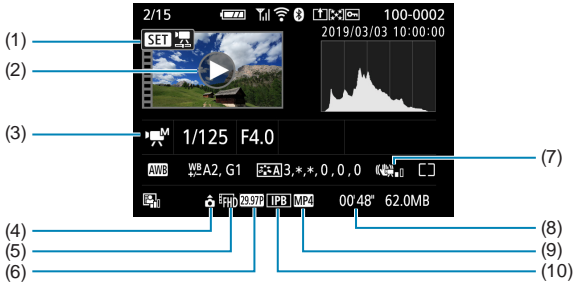 2/15 100-0002
(1) SET 2019/03/03 10:00:00
(2)
(3) M 1/125 F4.0
(7)
AWB WB +/- A2, G1 A 3,*,*,0,0,0
(4) FHD 29.97P IPB MP4 00'48" 62.0MB (8)
(5) (9)
(6) (10)